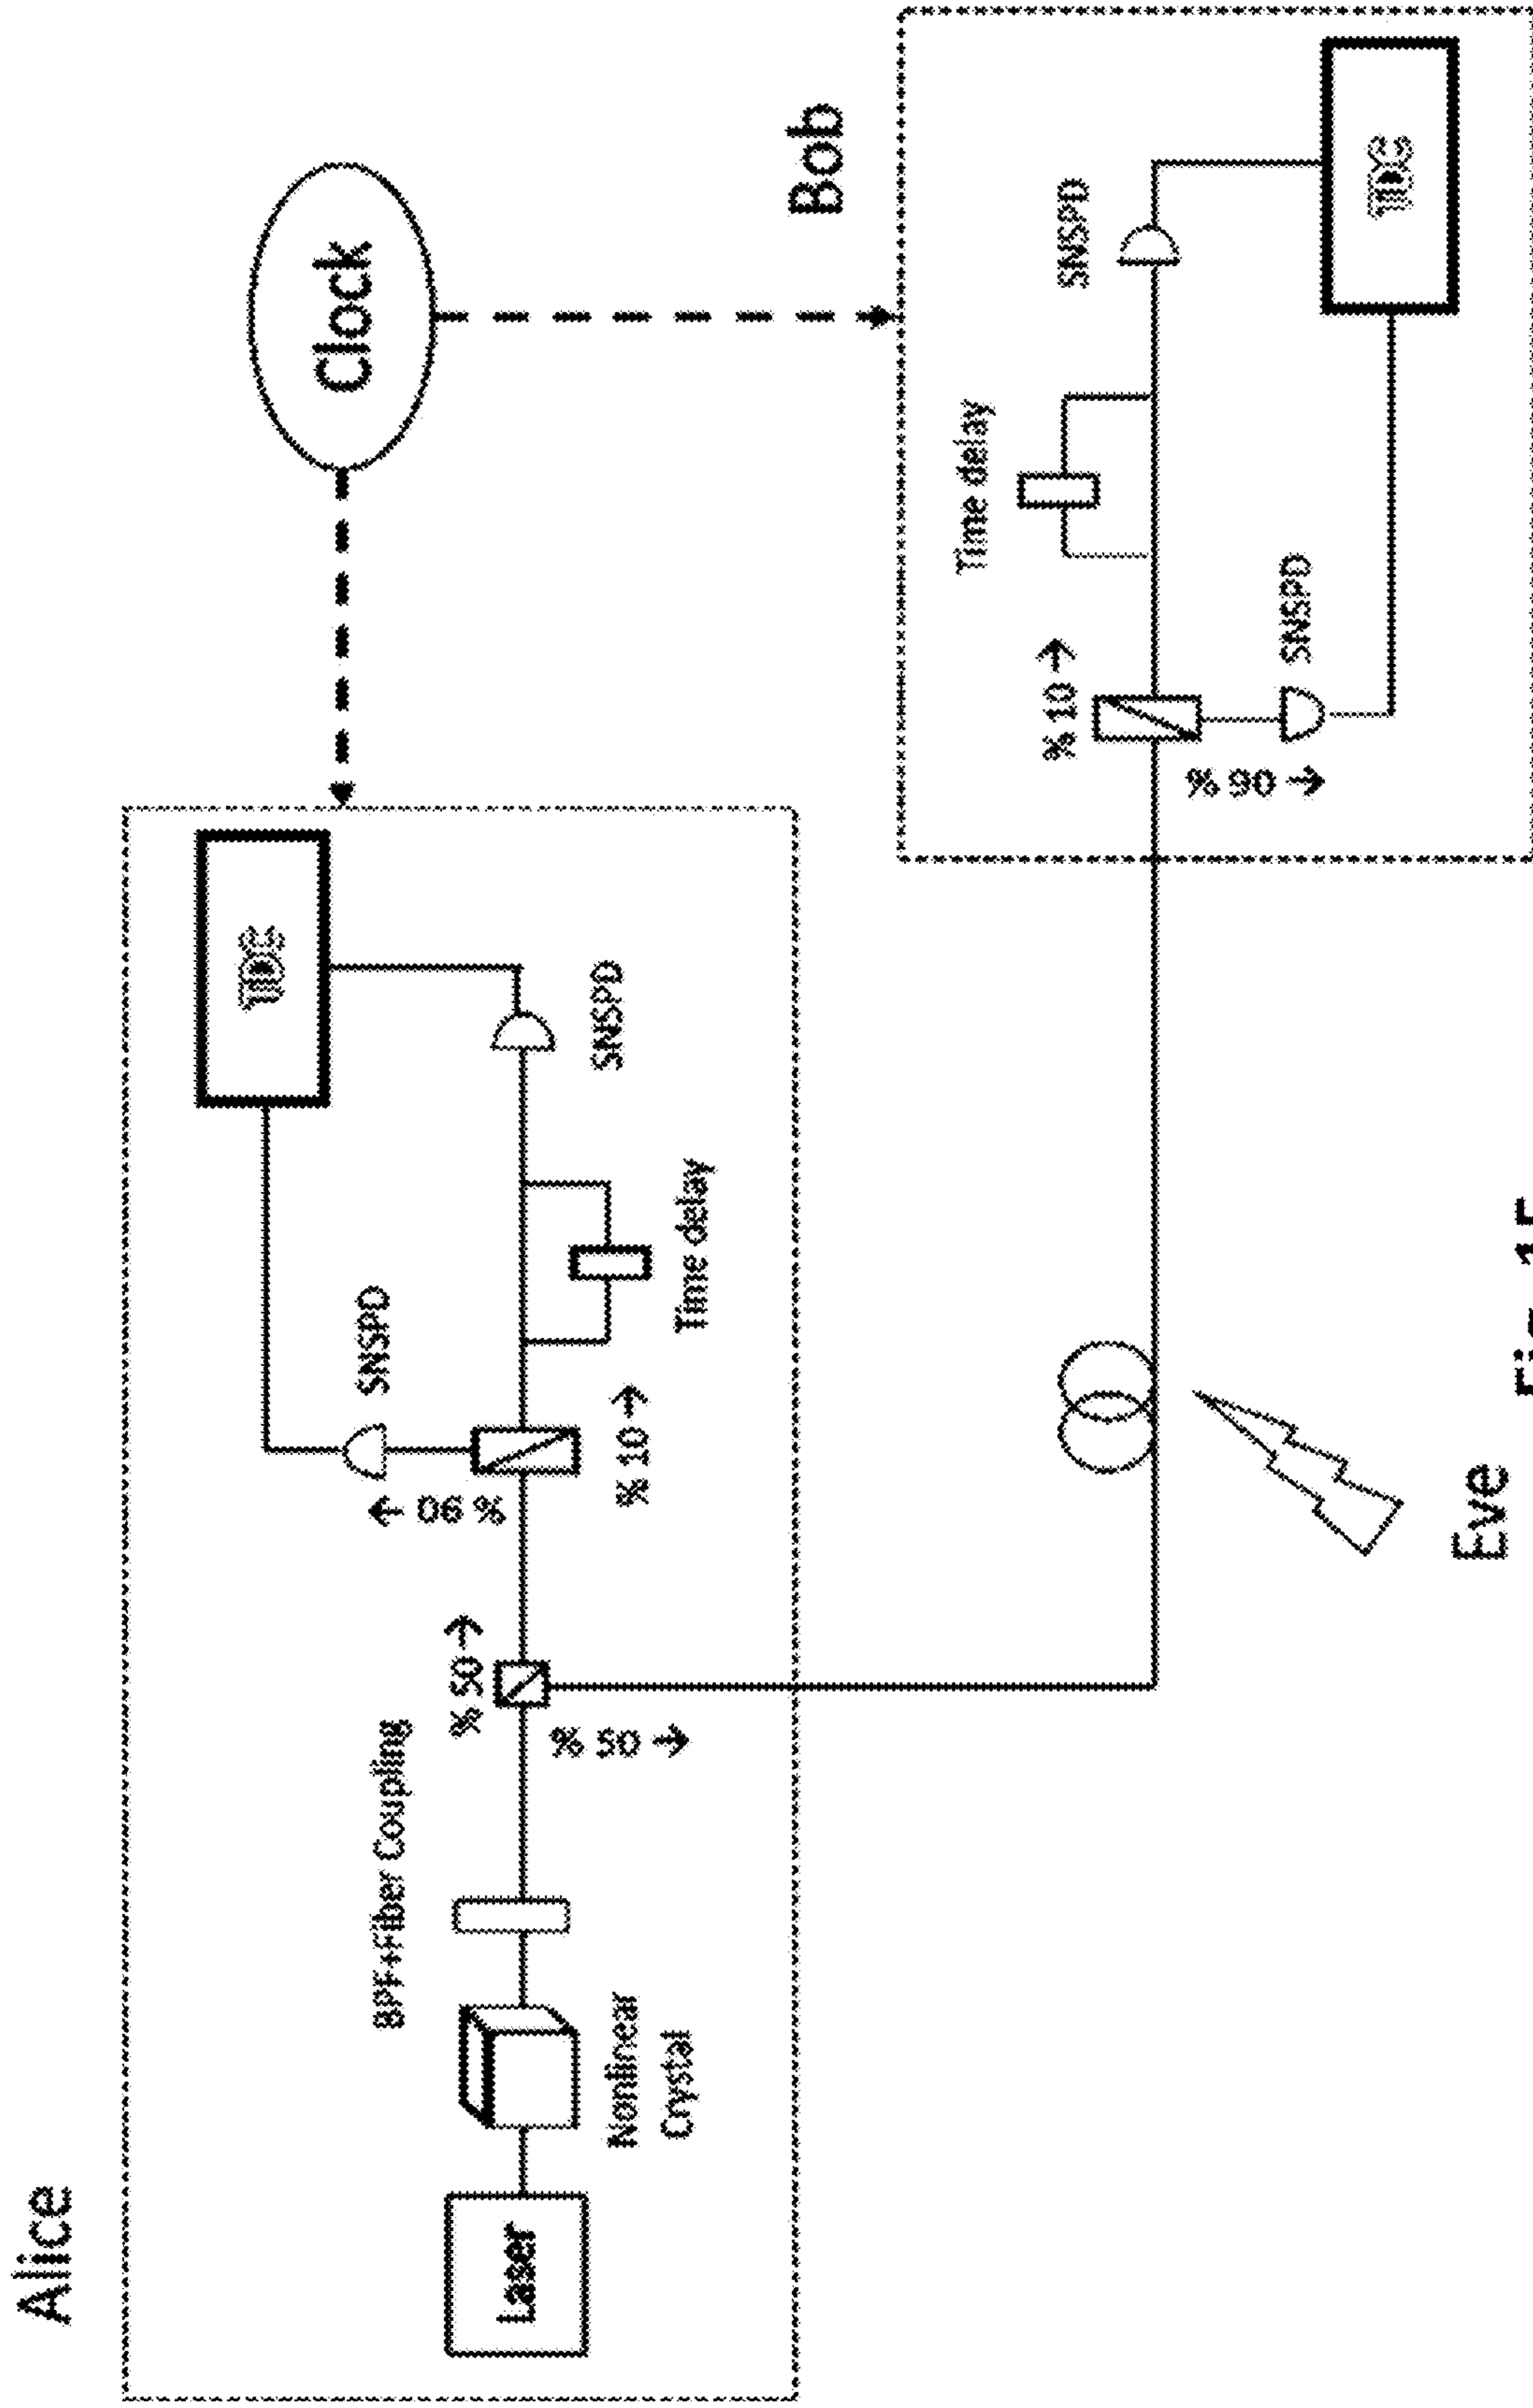 Alice
Laser
Nonlinear
Crystal
BPF+Fiber Coupling
% 50 →
% 50 →
% 90 →
% 10 →
SNSPD
Time delay
SNSPD
TDC
Clock
Bob
% 10 →
% 90 →
Time delay
SNSPD
SNSPD
TDC
Eve